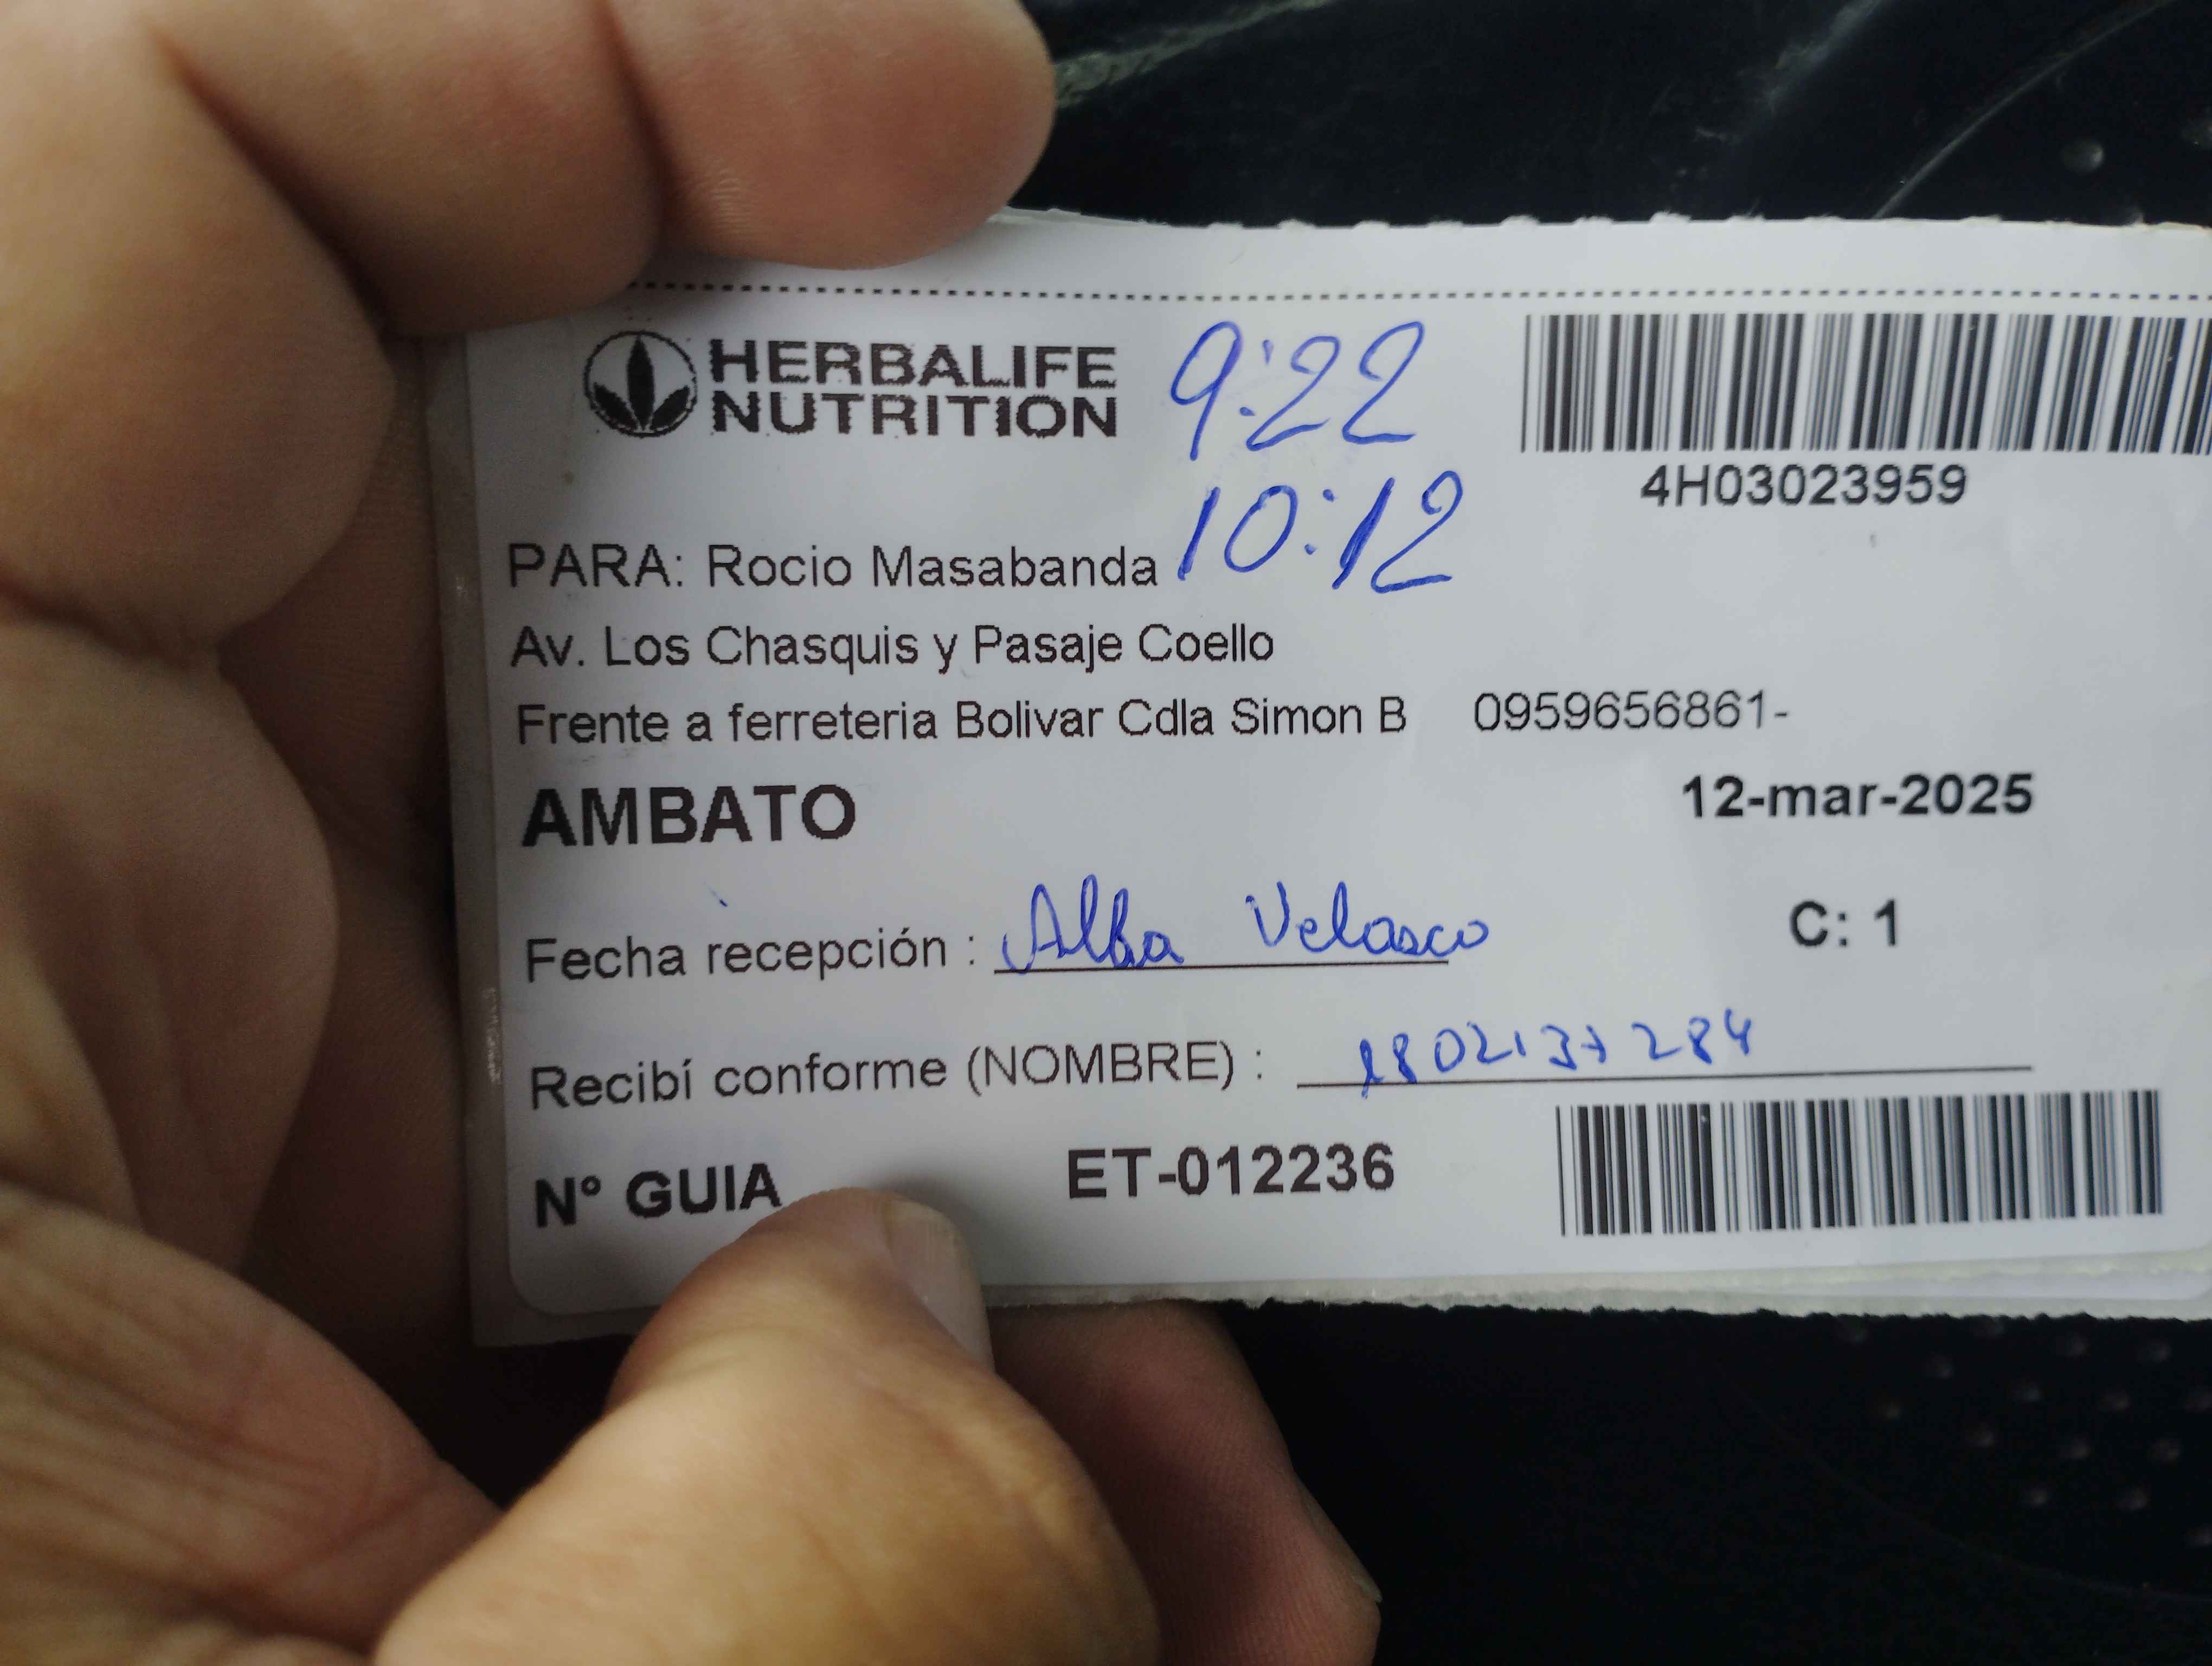 HERBALIFE
NUTRITION
9:22
4H03023959
10:12
PARA: Rocio Masabanda
Av. Los Chasquis y Pasaje Coello
Frente a ferreteria Bolivar Cdla Simon B 0959656861-
AMBATO
12-mar-2025
Fecha recepción : Alba Velasco
C: 1
Recibí conforme (NOMBRE) : 1802137284
Nº GUIA ET-012236